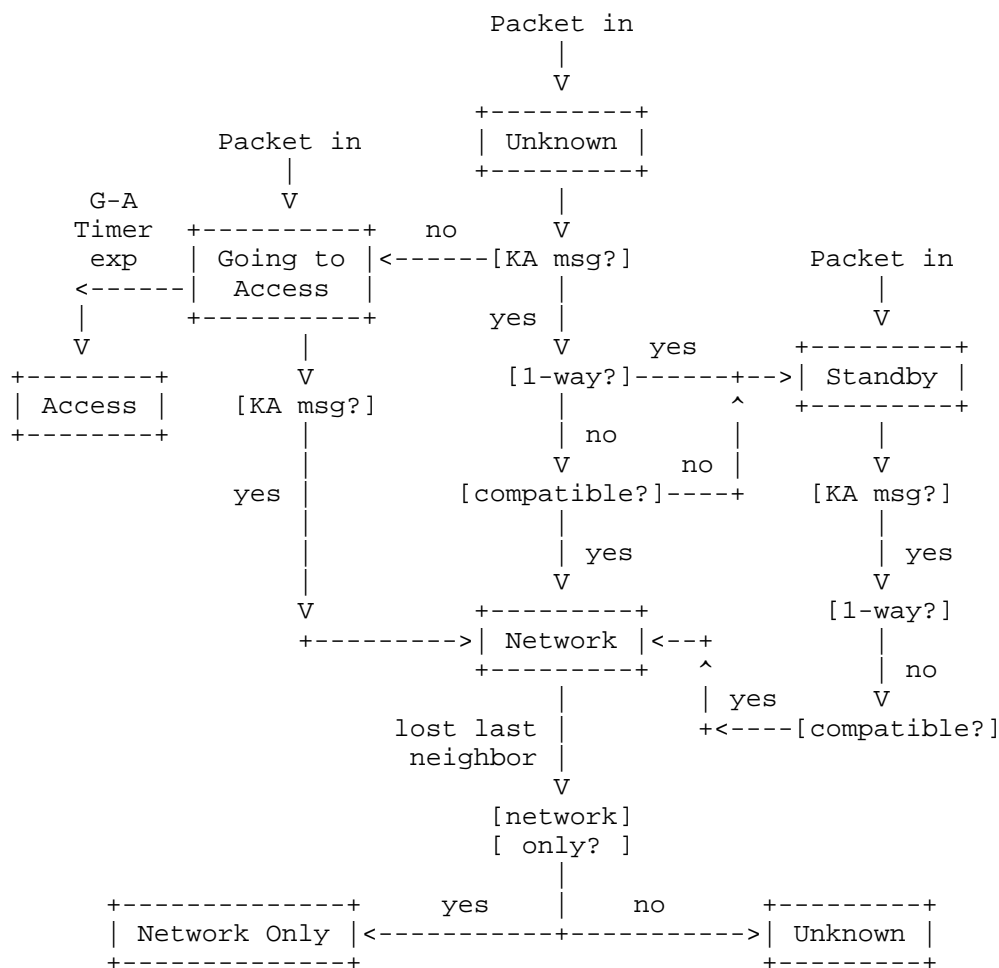 Packet in
|
V
+---------+
Packet in | Unknown |
| +---------+
G-A V |
Timer +----------+ no V
exp | Going to |<------[KA msg?] Packet in
<------| Access | | |
| +----------+ yes | V
V | V yes +---------+
+--------+ V [1-way?]------+-->| Standby |
| Access | [KA msg?] | ^ +---------+
+--------+ | | no | |
| V no | V
yes | [compatible?]----+ [KA msg?]
| | |
| | yes | yes
| V V
V +---------+ [1-way?]
+--------->| Network |<--+ |
+---------+ ^ | no
| | yes V
lost last | +<----[compatible?]
neighbor |
V
[network]
[ only? ]
|
+--------------+ yes | no +---------+
| Network Only |<-----------+----------->| Unknown |
+--------------+ +---------+